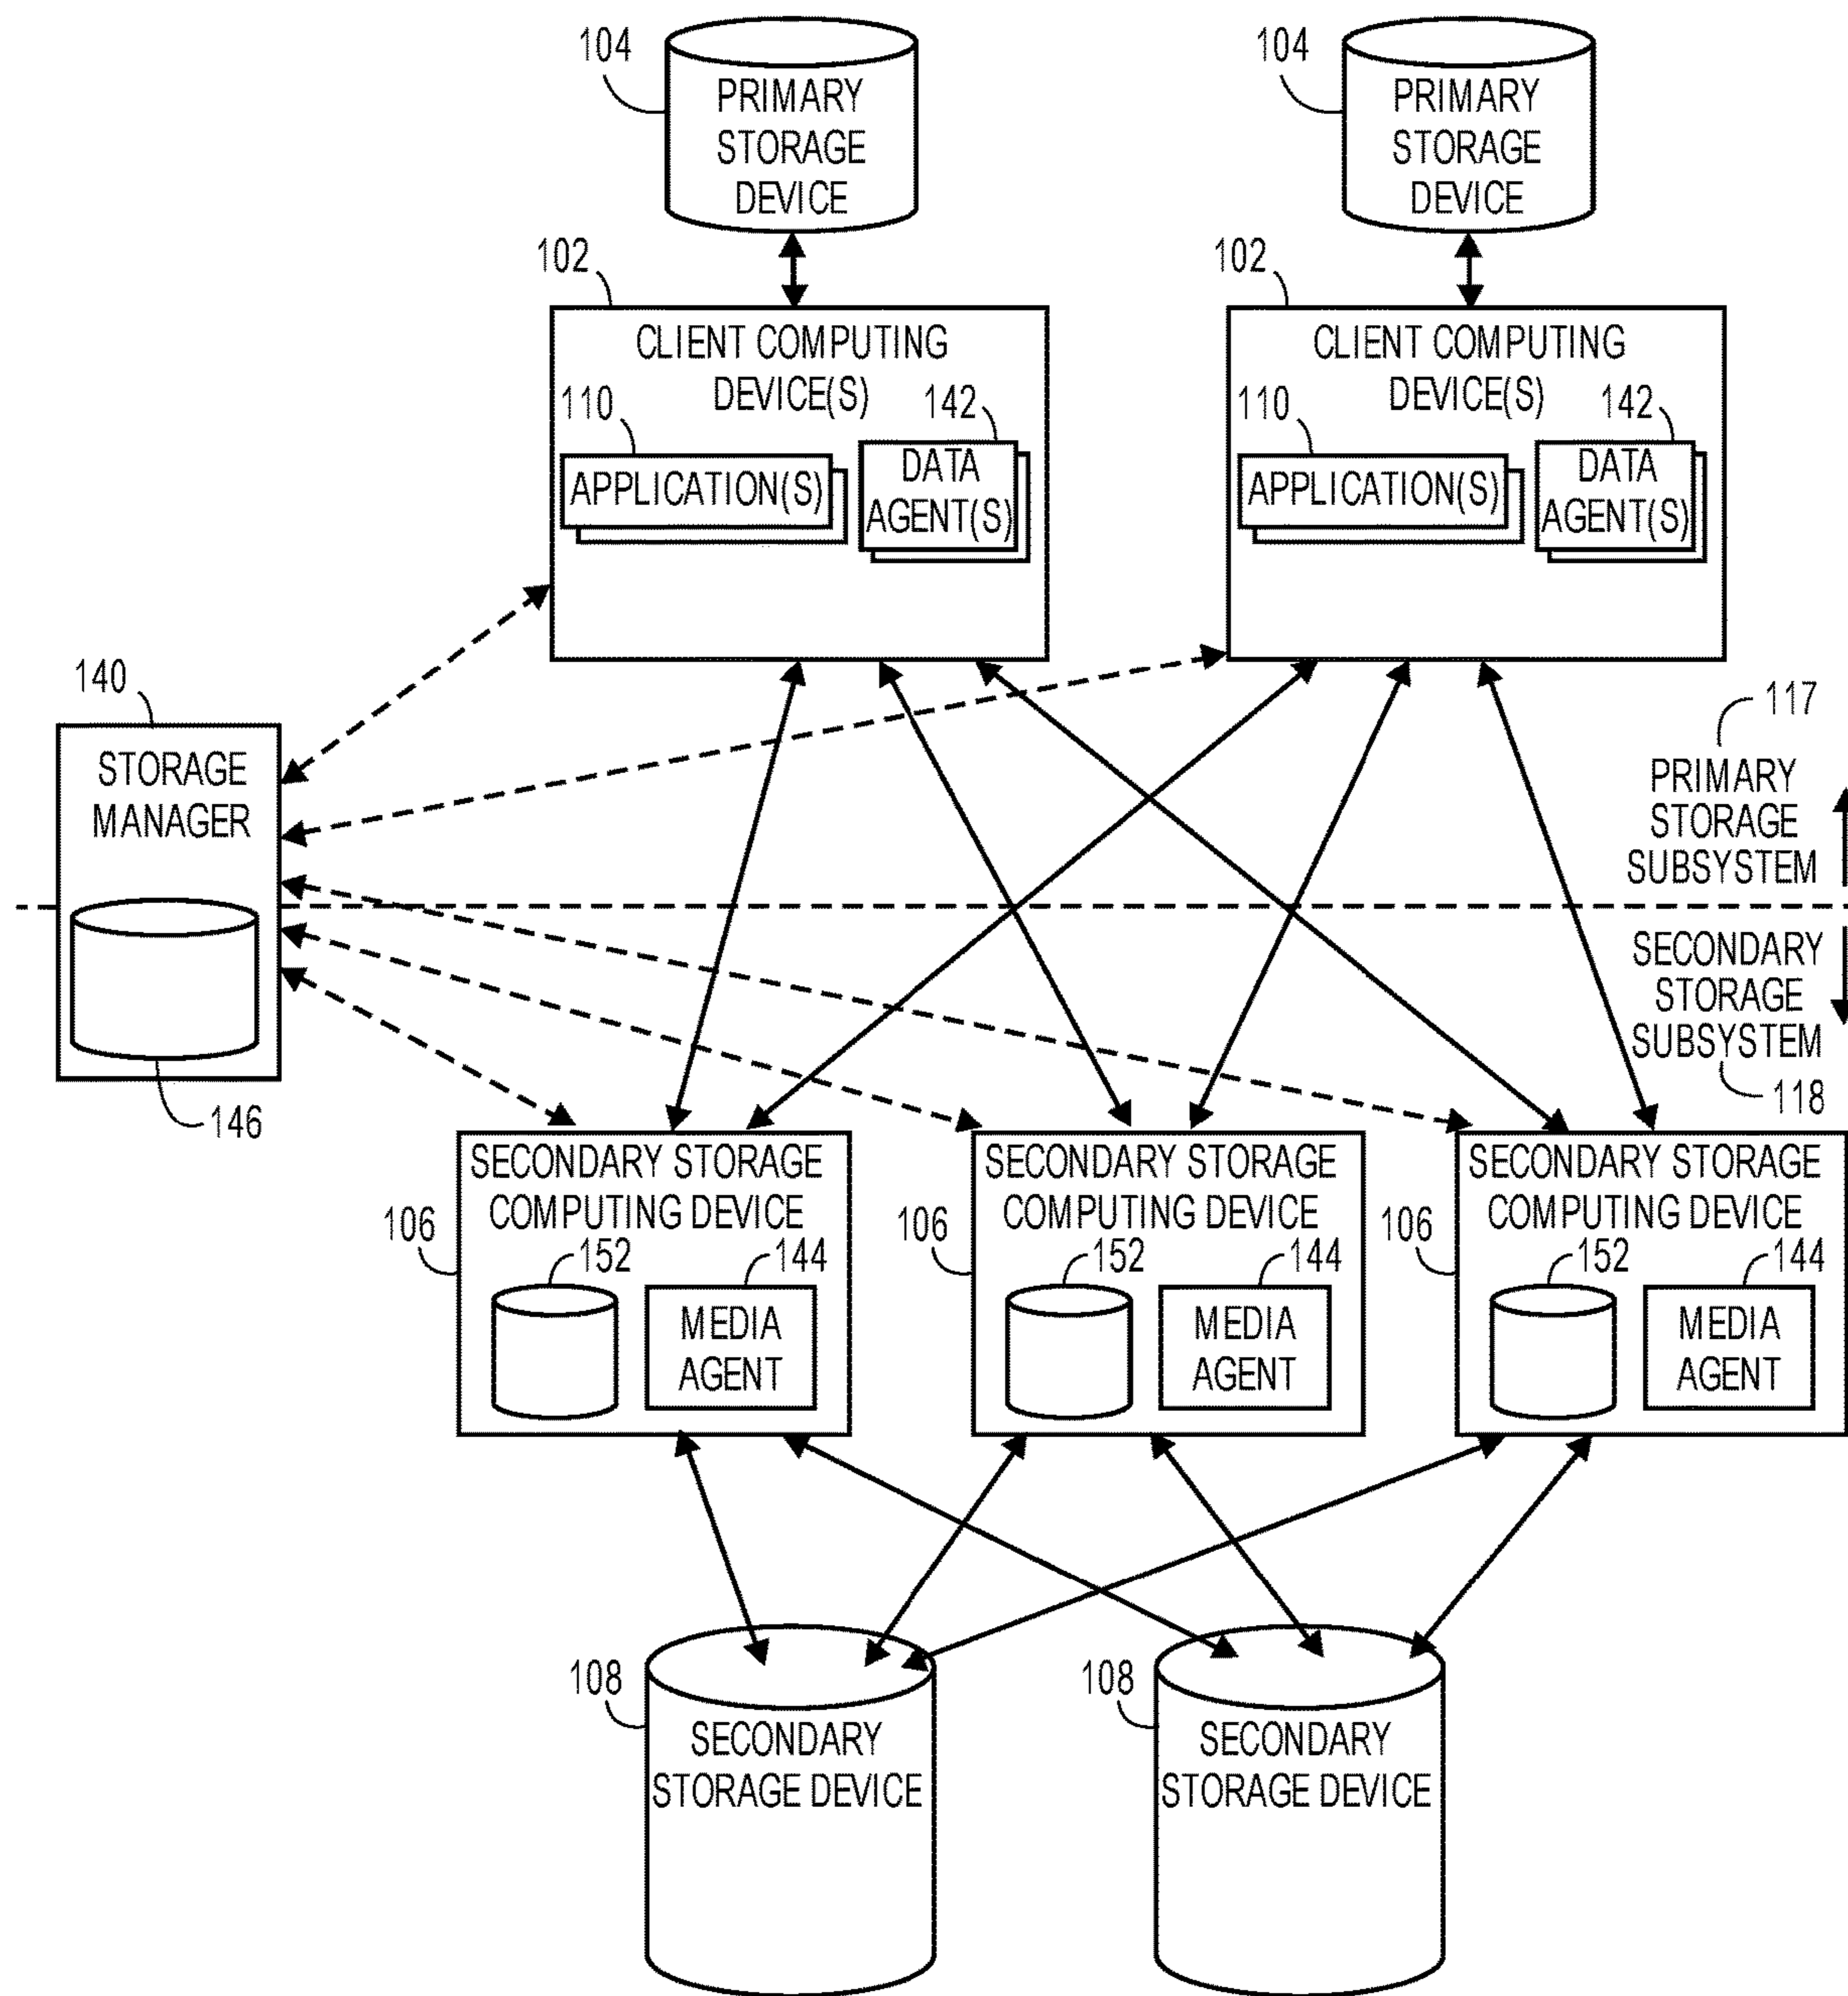 104
PRIMARY
STORAGE
DEVICE
104
PRIMARY
STORAGE
DEVICE
102
CLIENT COMPUTING
DEVICE(S)
110
142
APPLICATION(S)
DATA
AGENT(S)
102
CLIENT COMPUTING
DEVICE(S)
110
142
APPLICATION(S)
DATA
AGENT(S)
140
STORAGE
MANAGER
146
117
PRIMARY
STORAGE
SUBSYSTEM
SECONDARY
STORAGE
SUBSYSTEM
118
SECONDARY STORAGE
COMPUTING DEVICE
106
152
144
MEDIA
AGENT
SECONDARY STORAGE
COMPUTING DEVICE
106
152
144
MEDIA
AGENT
SECONDARY STORAGE
COMPUTING DEVICE
106
152
144
MEDIA
AGENT
108
SECONDARY
STORAGE DEVICE
108
SECONDARY
STORAGE DEVICE